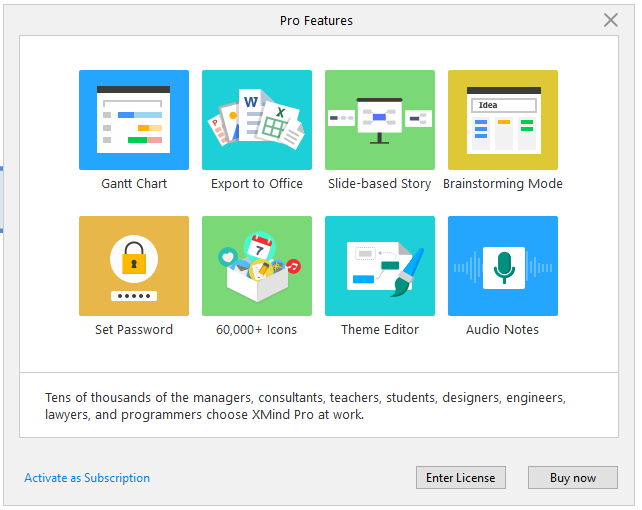 Pro Features
W
X
Idea
Gantt Chart
Export to Office
Slide-based Story
Brainstorming Mode
7
Set Password
60,000+ Icons
Theme Editor
Audio Notes
Tens of thousands of the managers, consultants, teachers, students, designers, engineers,
lawyers, and programmers choose XMind Pro at work.
Activate as Subscription
Enter License
Buy now